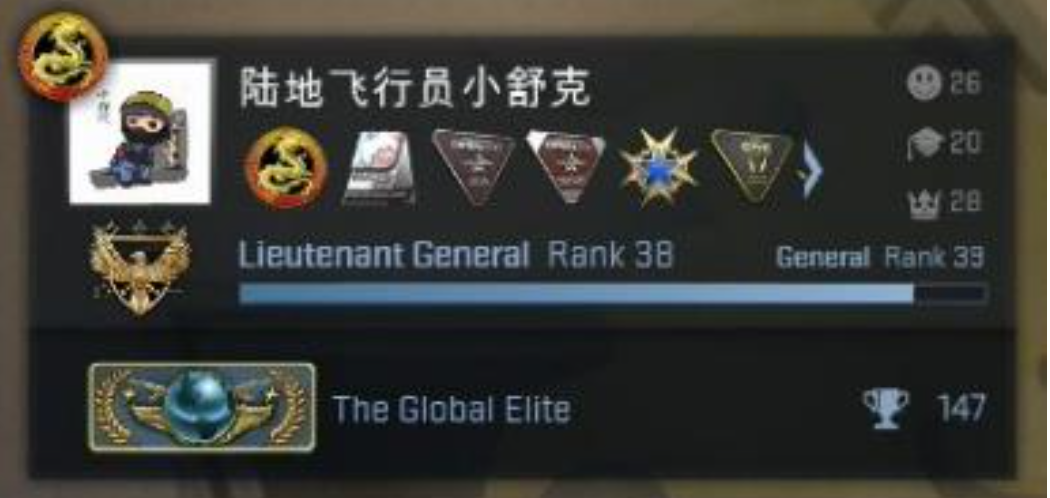 陆地飞行员小舒克
26
20
28
Lieutenant General Rank 38
General Rank 39
The Global Elite
147